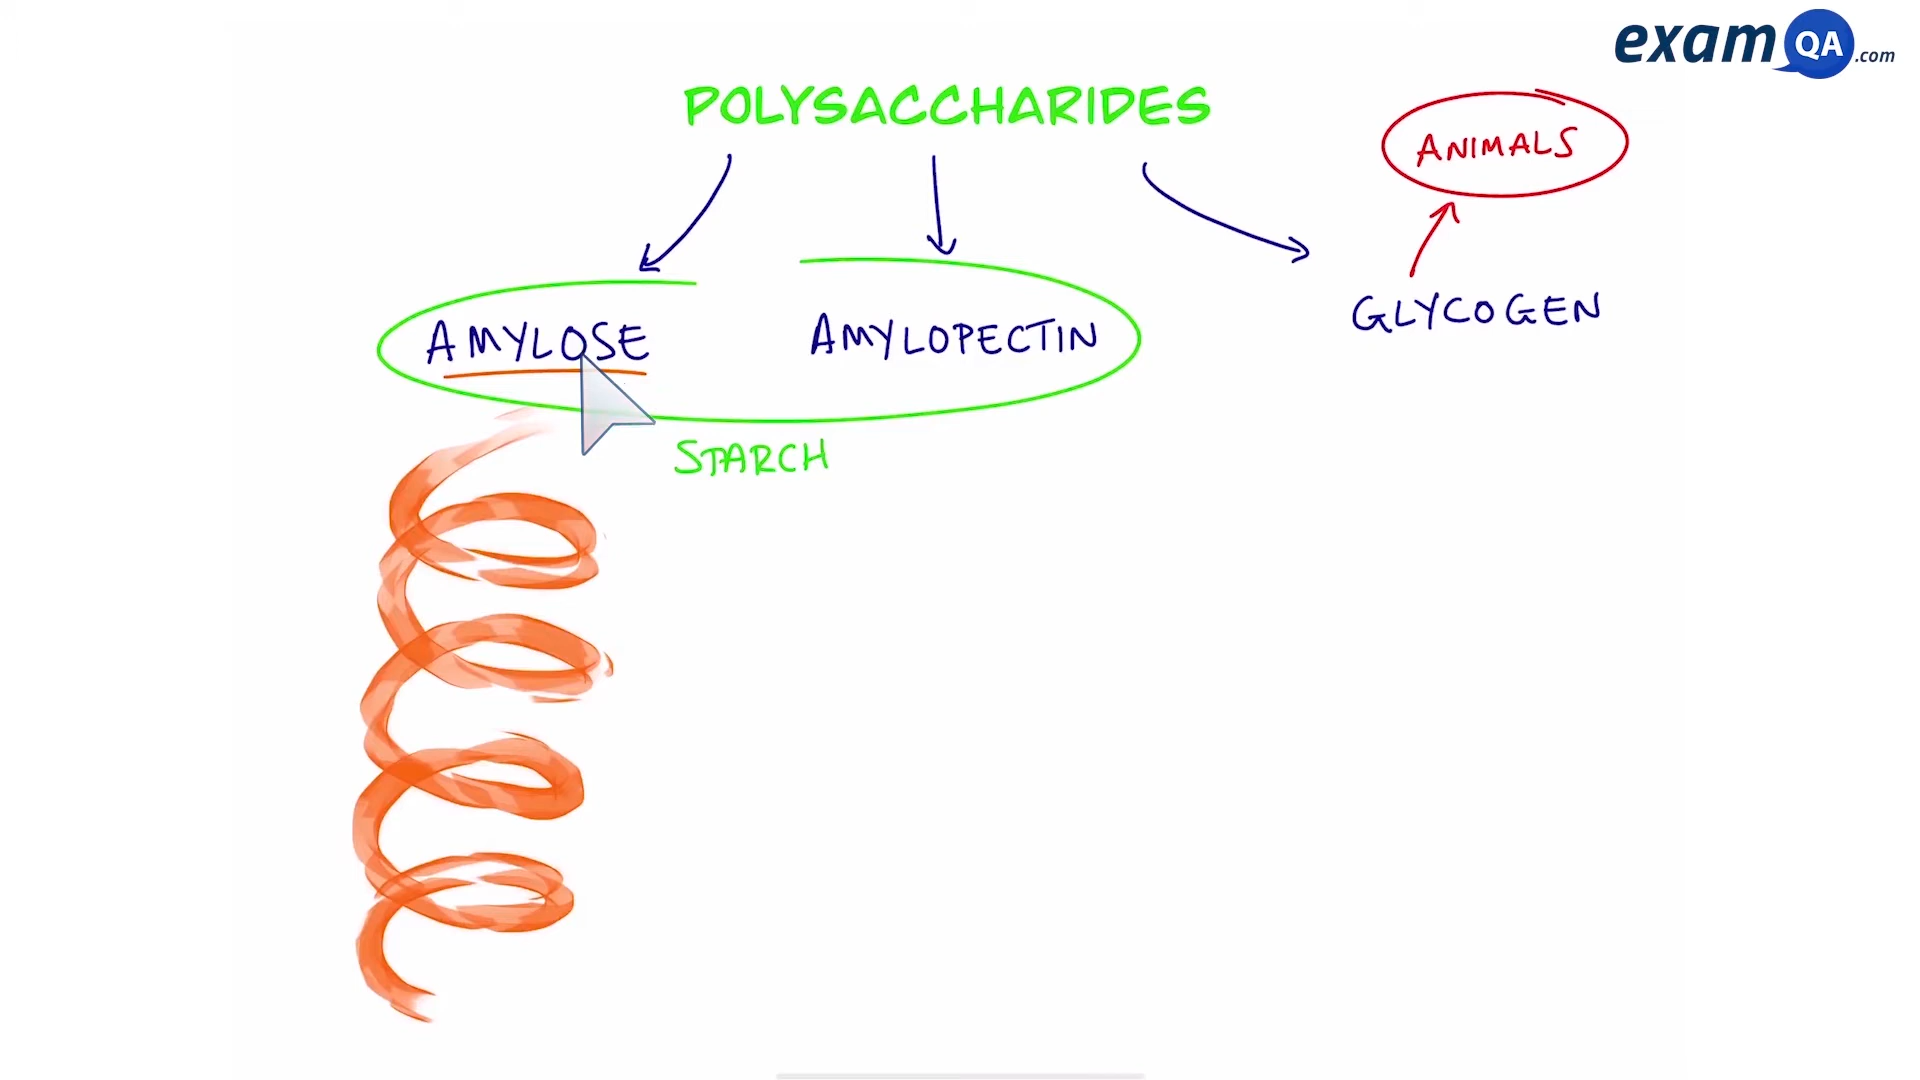 examQA.com
POLYSACCHARIDES
ANIMALS
AMYLOSE
AMYLOPECTIN
GLYCOGEN
STARCH